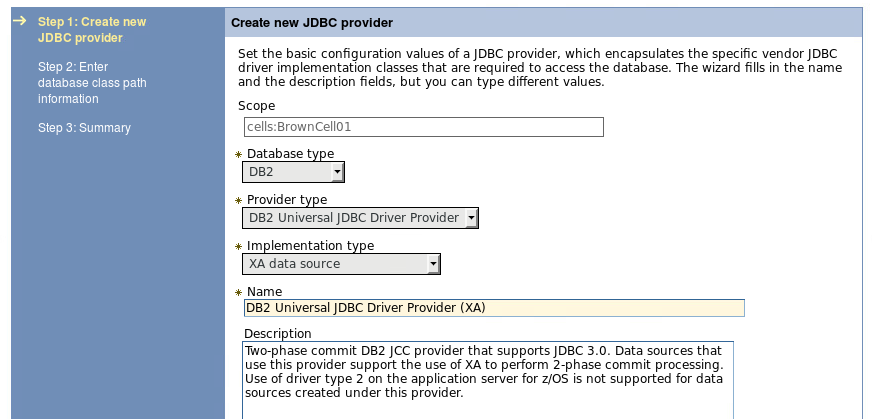 Step 1: Create new
JDBC provider
Step 2: Enter
database class path
information
Step 3: Summary
Create new JDBC provider
Set the basic configuration values of a JDBC provider, which encapsulates the specific vendor JDBC
driver implementation classes that are required to access the database. The wizard fills in the name
and the description fields, but you can type different values.
Scope
cells:BrownCell01
Database type
DB2
Provider type
DB2 Universal JDBC Driver Provider
Implementation type
XA data source
Name
DB2 Universal JDBC Driver Provider (XA)
Description
Two-phase commit DB2 JCC provider that supports JDBC 3.0. Data sources that
use this provider support the use of XA to perform 2-phase commit processing.
Use of driver type 2 on the application server for z/OS is not supported for data
sources created under this provider.